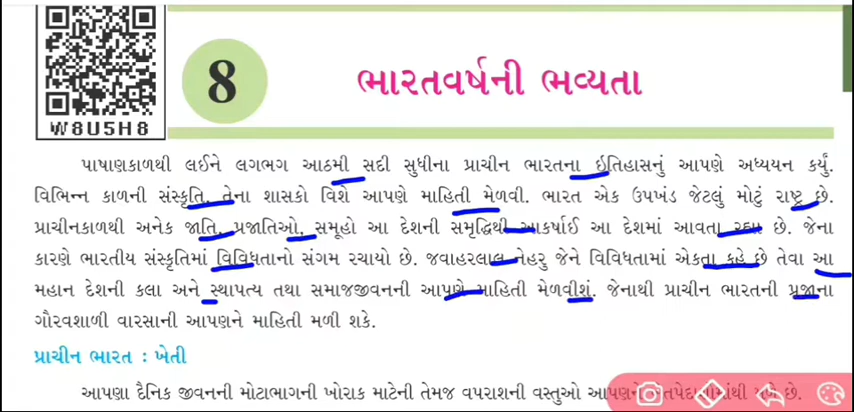 W8U5H8
8
ભારતવર્ષની ભવ્યતા
પાષાણકાળથી લઈને લગભગ આઠમી સદી સુધીના પ્રાચીન ભારતના ઇતિહાસનું આપણે અધ્યયન કર્યું.
વિભિન્ન કાળની સંસ્કૃતિ, તેના શાસકો વિશે આપણે માહિતી મેળવી. ભારત એક ઉપખંડ જેટલું મોટું રાષ્ટ્ર છે.
પ્રાચીનકાળથી અનેક જાતિ, પ્રજાતિઓ, સમૂહો આ દેશની સમૃદ્ધિથી આકર્ષાઈ આ દેશમાં આવતા રહ્યા છે. જેના
કારણે ભારતીય સંસ્કૃતિમાં વિવિધતાનો સંગમ રચાયો છે. જવાહરલાલ નેહરુ જેને વિવિધતામાં એકતા કહે છે તેવા આ
મહાન દેશની કલા અને સ્થાપત્ય તથા સમાજજીવનની આપણે માહિતી મેળવીશું. જેનાથી પ્રાચીન ભારતની પ્રજાના
ગૌરવશાળી વારસાની આપણને માહિતી મળી શકે.
પ્રાચીન ભારત : ખેતી
આપણા દૈનિક જીવનની મોટાભાગની ખોરાક માટેની તેમજ વપરાશની વસ્તુઓ આપણને છે.